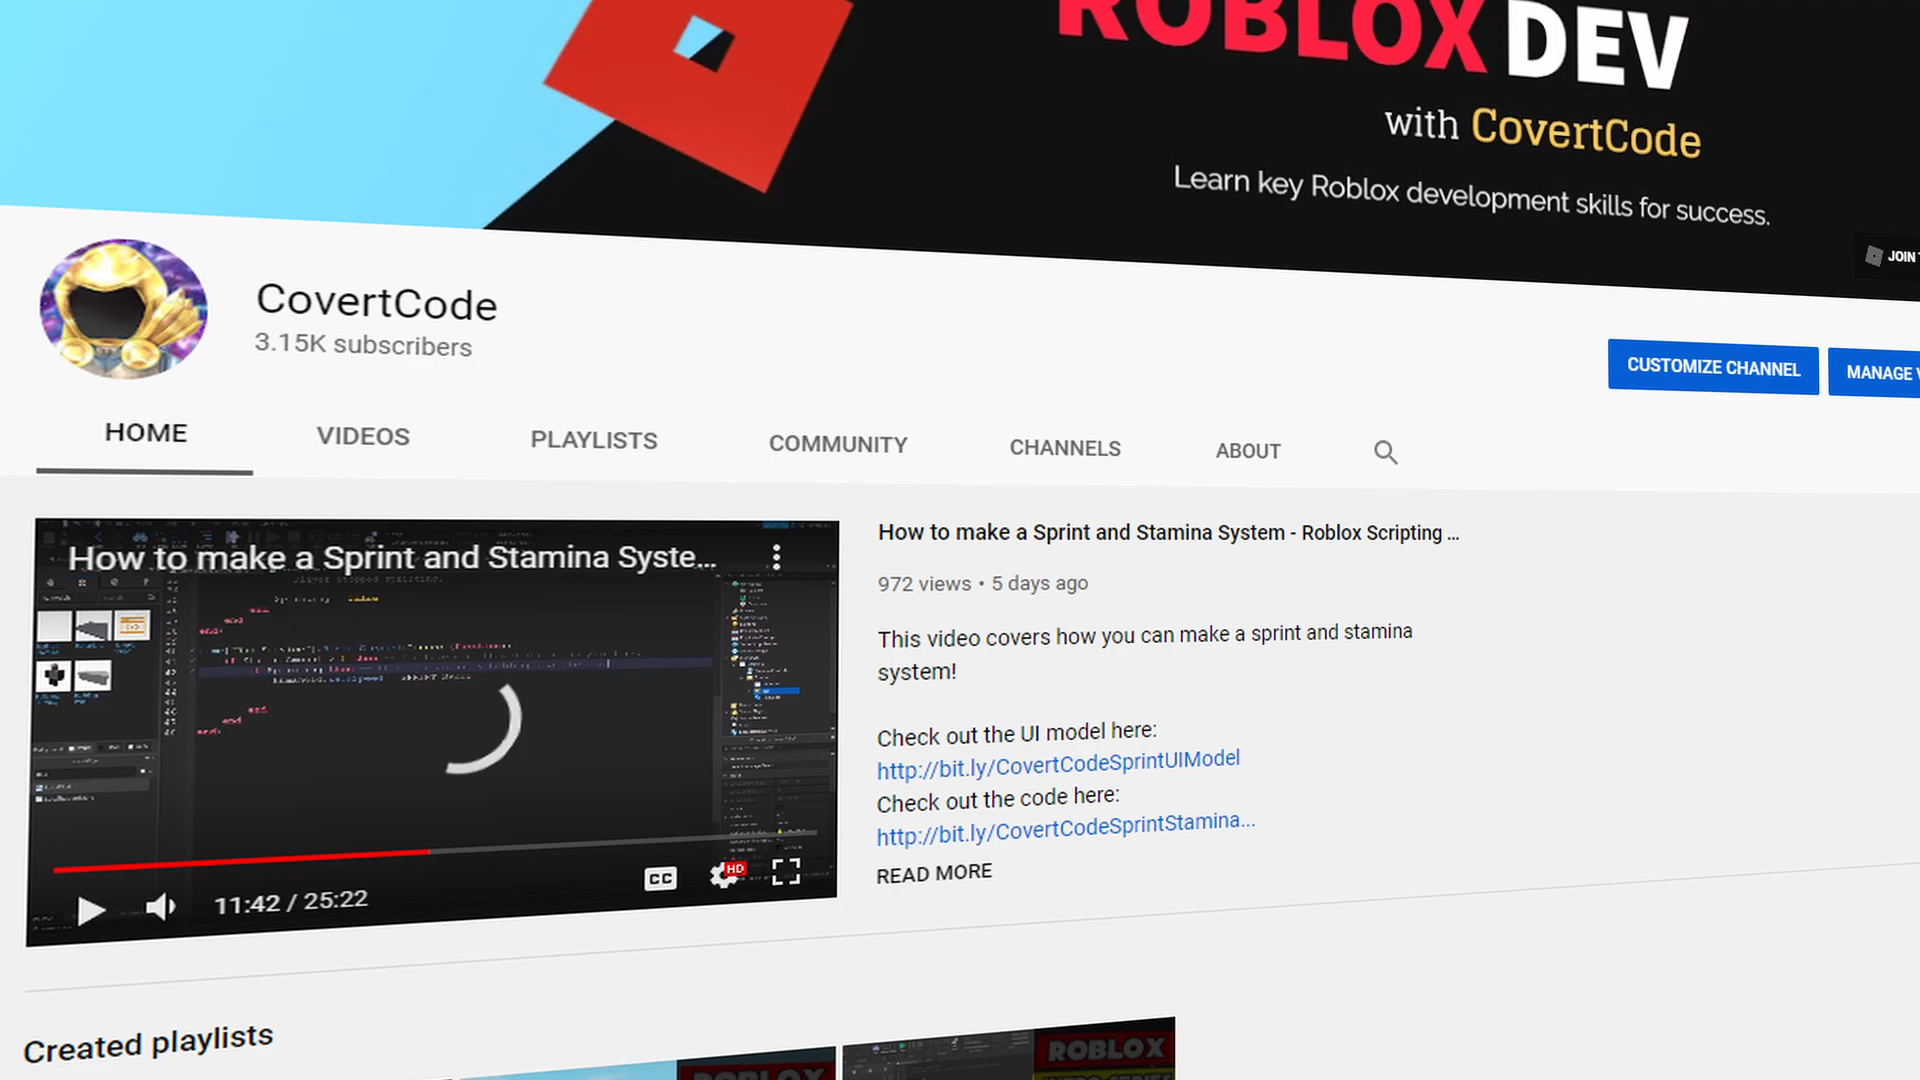 ROBLOX DEV
with CovertCode
Learn key Roblox development skills for success.
JOIN
CovertCode
3.15K subscribers
CUSTOMIZE CHANNEL
MANAGE
HOME
VIDEOS
PLAYLISTS
COMMUNITY
CHANNELS
ABOUT
How to make a Sprint and Stamina Syste...
HD
CC
11:42 / 25:22
How to make a Sprint and Stamina System - Roblox Scripting ...
972 views • 5 days ago
This video covers how you can make a sprint and stamina
system!
Check out the UI model here:
http://bit.ly/CovertCodeSprintUIModel
Check out the code here:
http://bit.ly/CovertCodeSprintStamina...
READ MORE
Created playlists
ROBLOX
ROBLOX